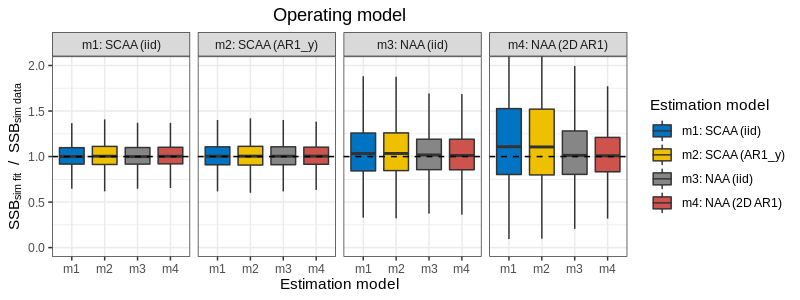 Operating model
m1: SCAA (iid)
m2: SCAA (AR1_y)
m3: NAA (iid)
m4: NAA (2D AR1)
SSBsim fit / SSBsim data
2.0
1.5
1.0
0.5
0.0
m1 m2 m3 m4
m1 m2 m3 m4
m1 m2 m3 m4
m1 m2 m3 m4
Estimation model
Estimation model
m1: SCAA (iid)
m2: SCAA (AR1_y)
m3: NAA (iid)
m4: NAA (2D AR1)